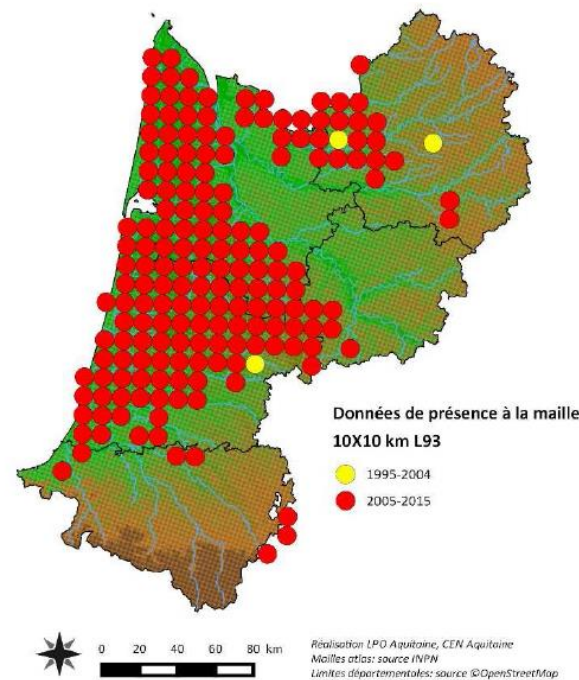 Données de présence à la maille
10X10 km L93
1995-2004
2005-2015
0 20 40 60 80 km
Réalisation LPO Aquitaine, CEN Aquitaine
Mailles atlas: source INPN
Limites départementales: source ©OpenStreetMap